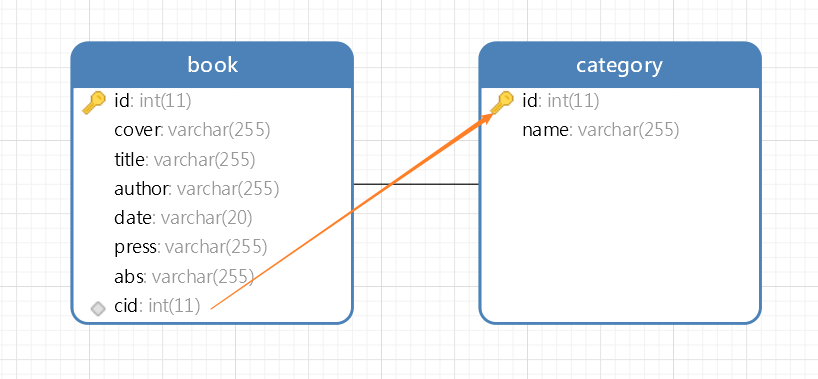 book
id: int(11)
cover: varchar(255)
title: varchar(255)
author: varchar(255)
date: varchar(20)
press: varchar(255)
abs: varchar(255)
cid: int(11)
category
id: int(11)
name: varchar(255)